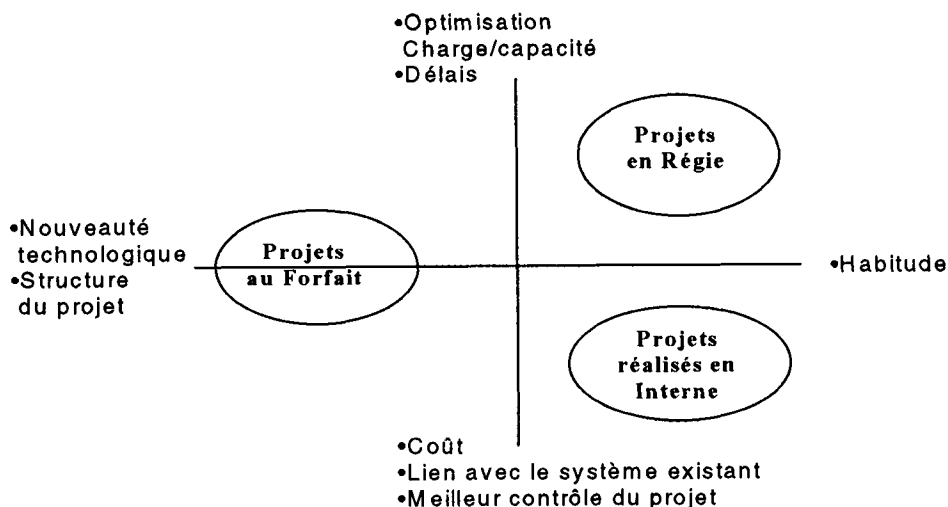 •Optimisation
Charge/capacité
•Délais
Projets
en Régie
•Nouveauté
technologique
•Structure
du projet
Projets
au Forfait
•Habitude
Projets
réalisés en
Interne
•Coût
•Lien avec le système existant
•Meilleur contrôle du projet